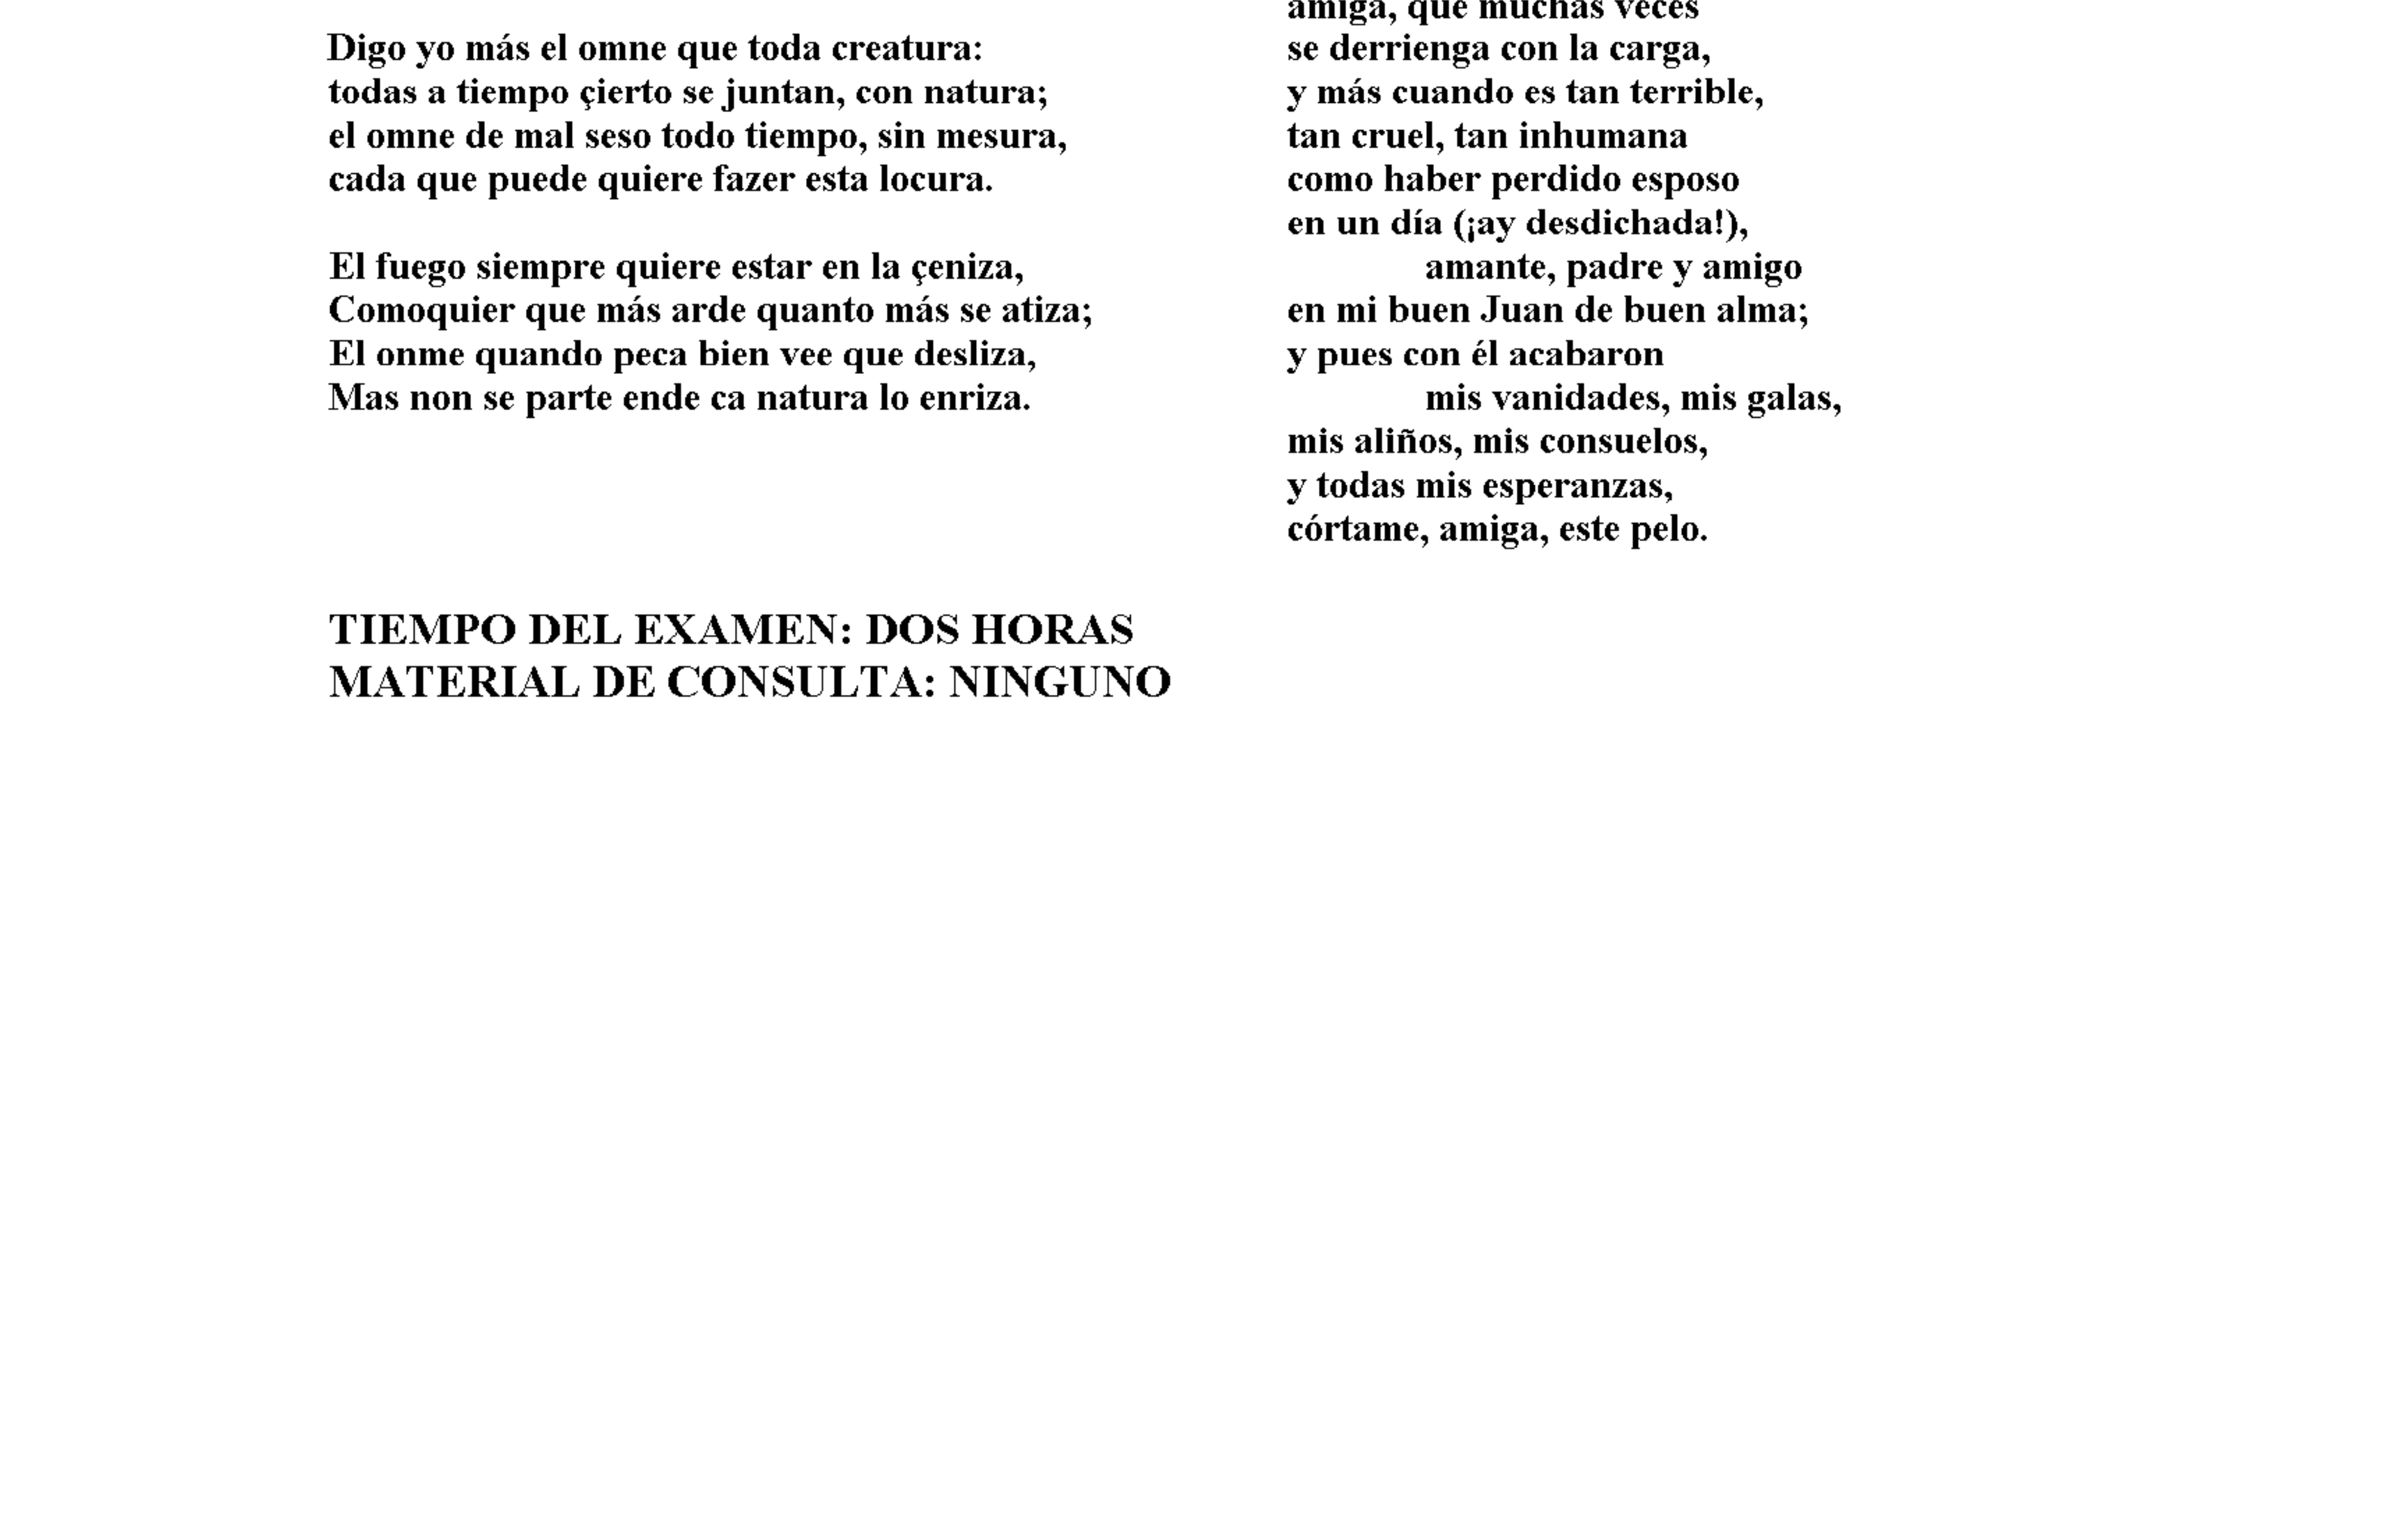 Digo yo más el omne que toda creatura:
todas a tiempo çierto se juntan, con natura;
el omne de mal seso todo tiempo, sin mesura,
cada que puede quiere fazer esta locura.
El fuego siempre quiere estar en la çeniza,
Comoquier que más arde quanto más se atiza;
El onme quando peca bien vee que desliza,
Mas non se parte ende ca natura lo enriza.
amiga, que muchas veces
se derrienga con la carga,
y más cuando es tan terrible,
tan cruel, tan inhumana
como haber perdido esposo
en un día (¡ay desdichada!),
amante, padre y amigo
en mi buen Juan de buen alma;
y pues con él acabaron
mis vanidades, mis galas,
mis aliños, mis consuelos,
y todas mis esperanzas,
córtame, amiga, este pelo.
TIEMPO DEL EXAMEN: DOS HORAS
MATERIAL DE CONSULTA: NINGUNO